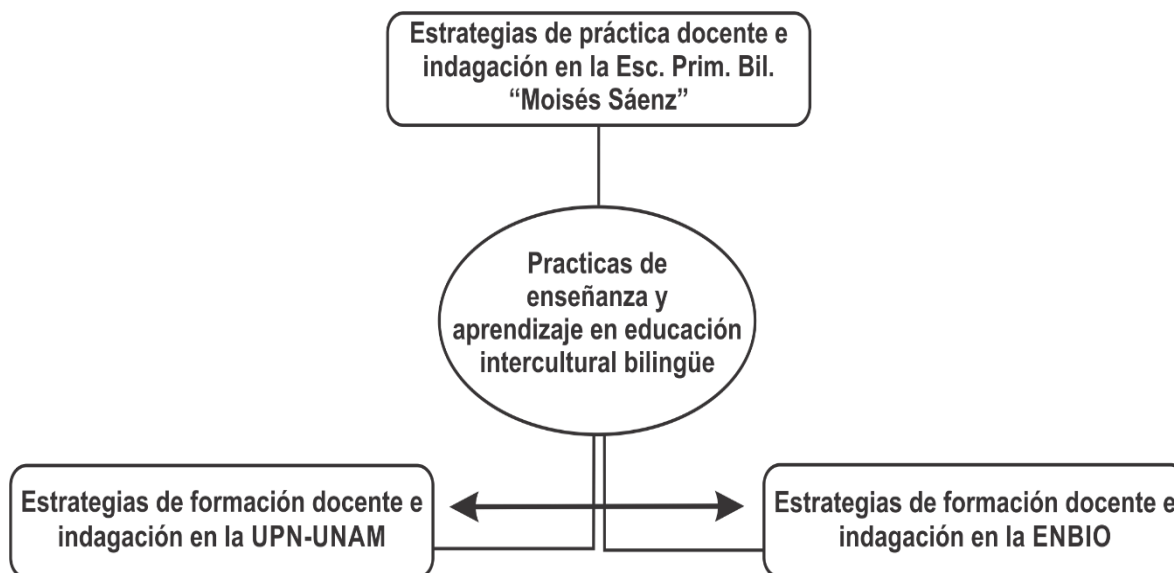 Estrategias de práctica docente e
indagación en la Esc. Prim. Bil.
“Moisés Sáenz”
Practicas de
enseñanza y
aprendizaje en educación
intercultural bilingüe
Estrategias de formación docente e
indagación en la UPN-UNAM
Estrategias de formación docente e
indagación en la ENBIO